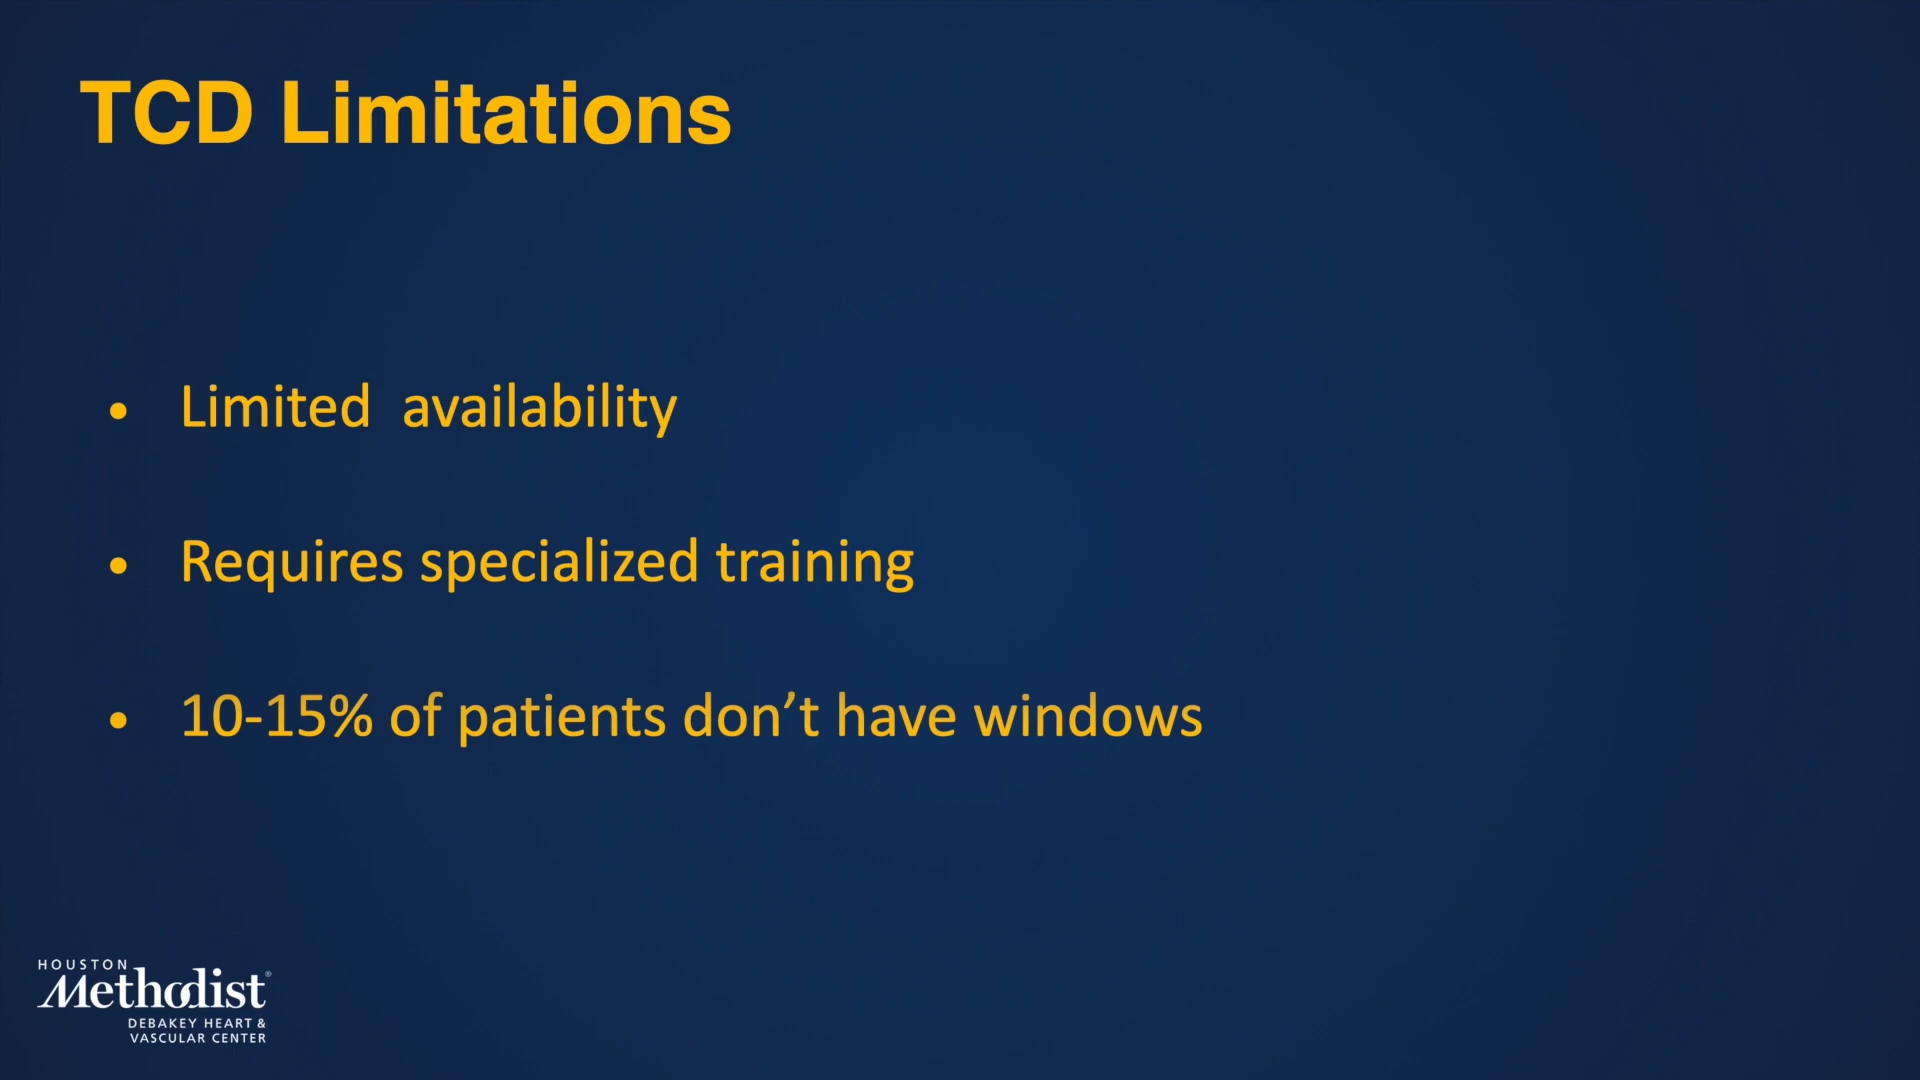 TCD Limitations
• Limited  availability
• Requires specialized training
• 10-15% of patients don’t have windows
HOUSTON
Methodist®
DEBAKEY HEART &
VASCULAR CENTER